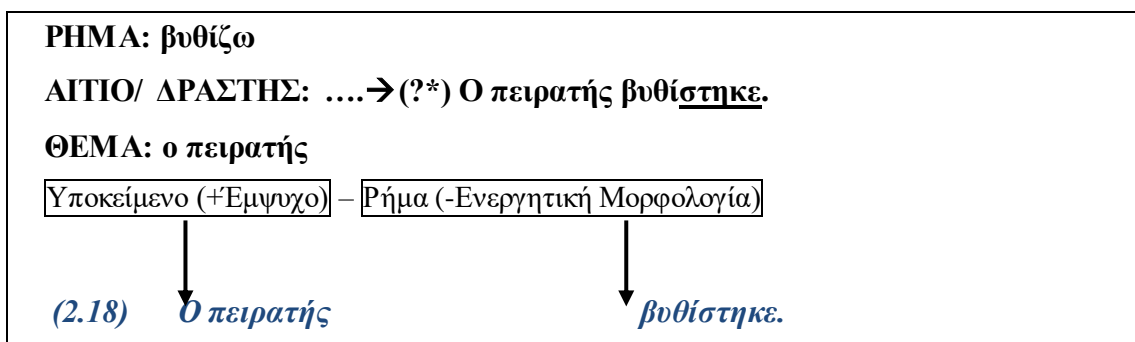 ΡΗΜΑ: βυθίζω
ΑΙΤΙΟ/ ΔΡΑΣΤΗΣ: ….→(?*) Ο πειρατής βυθίστηκε.
ΘΕΜΑ: ο πειρατής
Υποκείμενο (+Έμψυχο) – Ρήμα (-Ενεργητική Μορφολογία)
(2.18) Ο πειρατής βυθίστηκε.